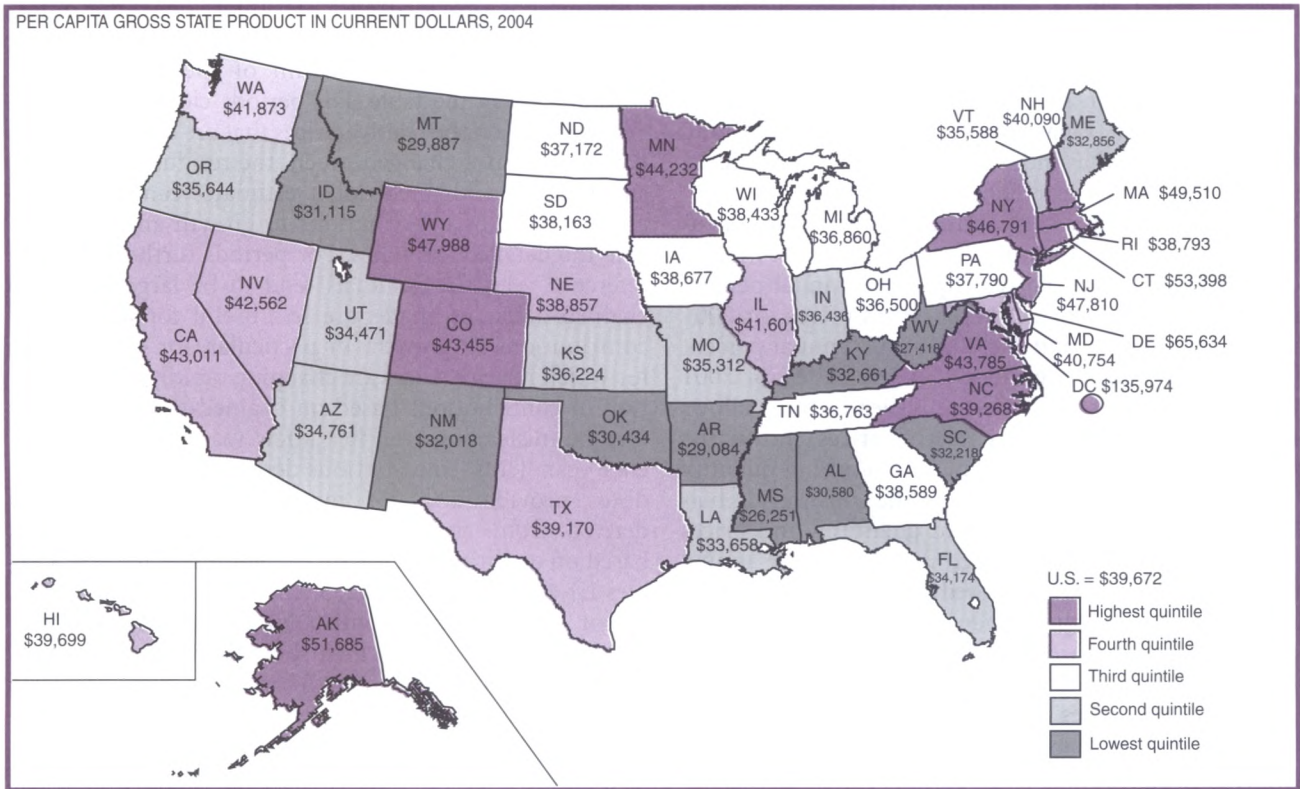 PER CAPITA GROSS STATE PRODUCT IN CURRENT DOLLARS, 2004
WA
$41,873
OR
$35,644
CA
$43,011
NV
$42,562
ID
$31,115
MT
$29,887
WY
$47,988
UT
$34,471
CO
$43,455
AZ
$34,761
NM
$32,018
ND
$37,172
SD
$38,163
NE
$38,857
KS
$36,224
OK
$30,434
TX
$39,170
MN
$44,232
IA
$38,677
MO
$35,312
AR
$29,084
LA
$33,658
WI
$38,433
IL
$41,601
MI
$36,860
IN
$36,436
OH
$36,500
KY
$32,661
TN $36,763
MS
$26,251
AL
$30,580
GA
$38,589
FL
$34,174
SC
$32,218
NC
$39,268
VA
$43,785
WV
$27,418
PA
$37,790
NY
$46,791
VT
$35,588
NH
$40,090
ME
$32,856
MA $49,510
RI $38,793
CT $53,398
NJ
$47,810
DE $65,634
MD
$40,754
DC $135,974
HI
$39,699
AK
$51,685
U.S. = $39,672
Highest quintile
Fourth quintile
Third quintile
Second quintile
Lowest quintile